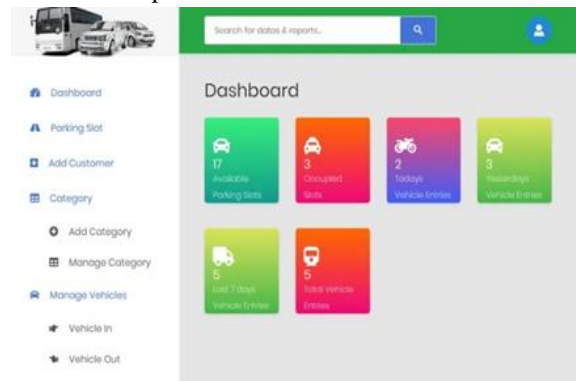 Search for datas & reports...
Dashboard
Parking Slot
Add Customer
Category
Add Category
Manage Category
Manage Vehicles
Vehicle In
Vehicle Out
Dashboard
17
Available
Parking Slots
3
Occupied
Slots
2
Todays
Vehicle Entries
3
Yesterdays
Vehicle Entries
5
Last 7 days
Vehicle Entries
5
Total Vehicle
Entries